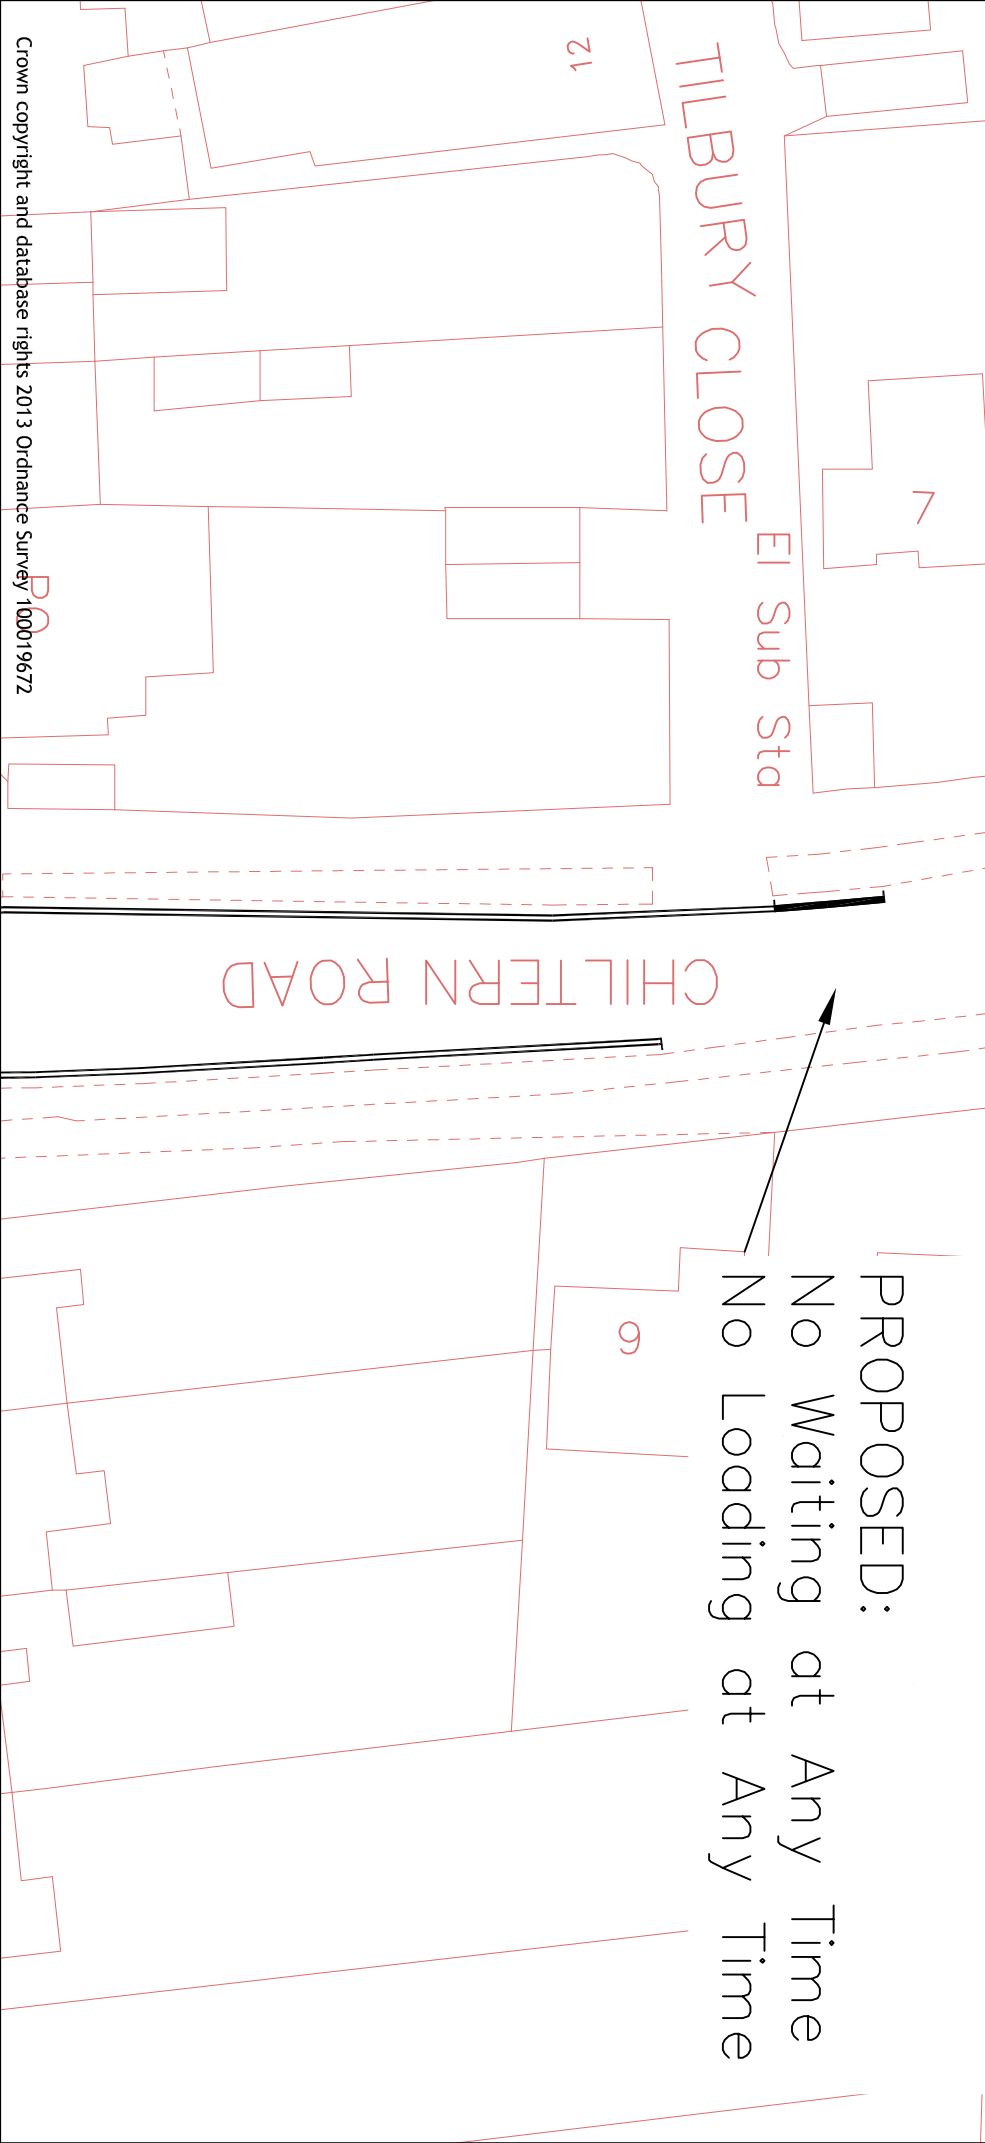 PROPOSED:
No Waiting at Any Time
No Loading at Any Time
TILBURY CLOSE
El Sub Sta
CHILTERN ROAD
12
7
9
PO
Crown copyright and database rights 2013 Ordnance Survey 100019672